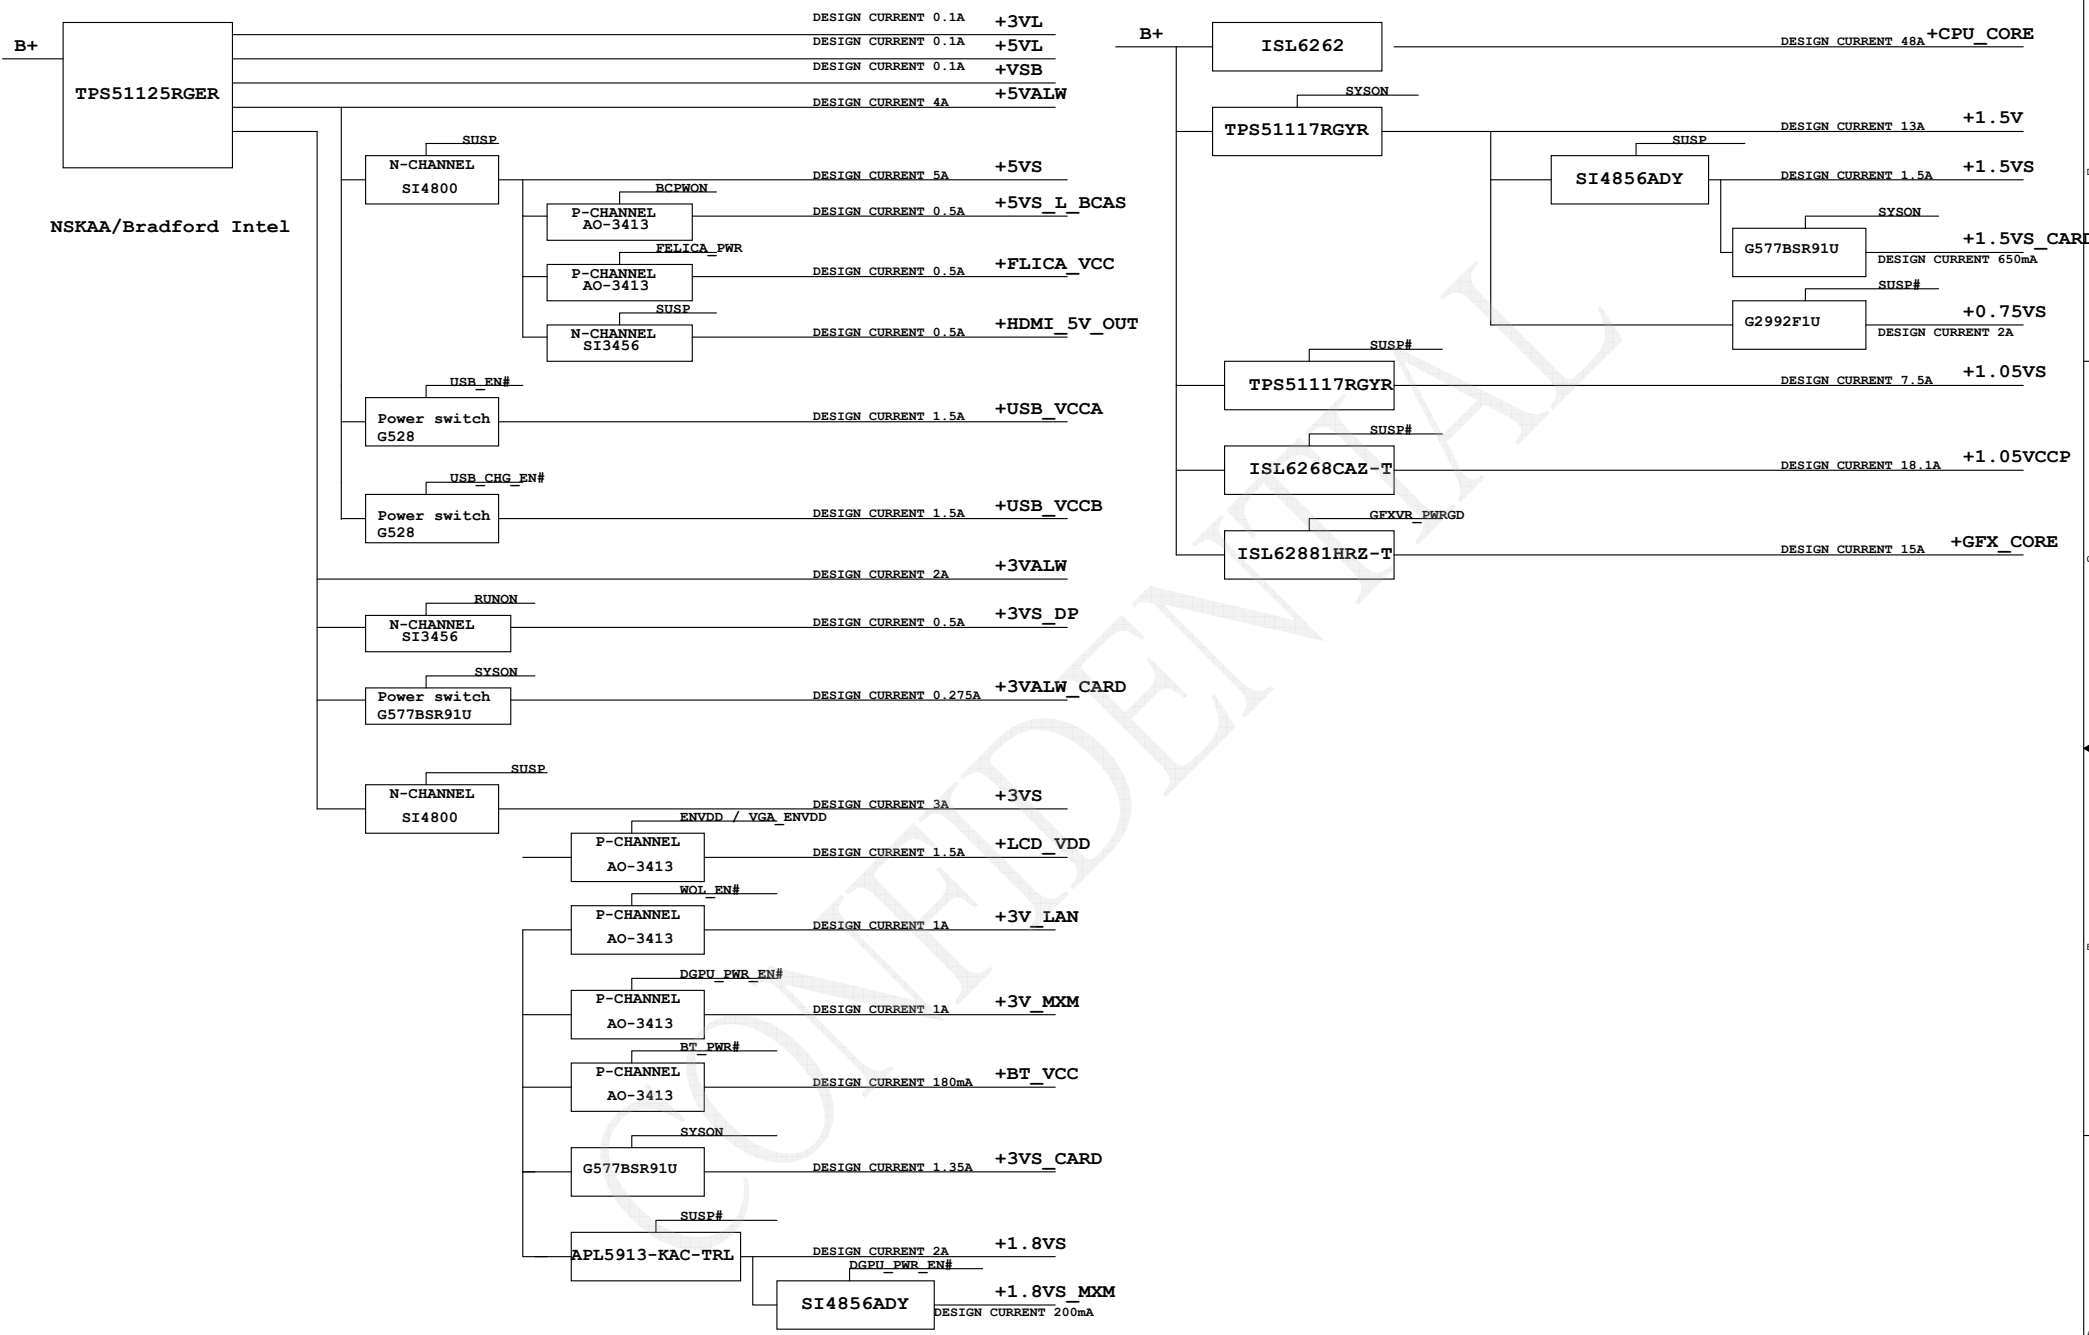 B+
TPS51125RGER
NSKAA/Bradford Intel
DESIGN CURRENT 0.1A +3VL
DESIGN CURRENT 0.1A +5VL
DESIGN CURRENT 0.1A +VSB
DESIGN CURRENT 4A +5VALW
SUSP
N-CHANNEL
SI4800
DESIGN CURRENT 5A +5VS
BCPWON
P-CHANNEL
AO-3413
DESIGN CURRENT 0.5A +5VS_L_BCAS
FELICA_PWR
P-CHANNEL
AO-3413
DESIGN CURRENT 0.5A +FLICA_VCC
SUSP
N-CHANNEL
SI3456
DESIGN CURRENT 0.5A +HDMI_5V_OUT
USB_EN#
Power switch
G528
DESIGN CURRENT 1.5A +USB_VCCA
USB_CHG_EN#
Power switch
G528
DESIGN CURRENT 1.5A +USB_VCCB
DESIGN CURRENT 2A +3VALW
RUNON
N-CHANNEL
SI3456
DESIGN CURRENT 0.5A +3VS_DP
SYSON
Power switch
G577BSR91U
DESIGN CURRENT 0.275A +3VALW_CARD
SUSP
N-CHANNEL
SI4800
DESIGN CURRENT 3A +3VS
ENVDD / VGA_ENVDD
P-CHANNEL
AO-3413
DESIGN CURRENT 1.5A +LCD_VDD
WOL_EN#
P-CHANNEL
AO-3413
DESIGN CURRENT 1A +3V_LAN
DGPU_PWR_EN#
P-CHANNEL
AO-3413
DESIGN CURRENT 1A +3V_MXM
BT_PWR#
P-CHANNEL
AO-3413
DESIGN CURRENT 180mA +BT_VCC
SYSON
G577BSR91U
DESIGN CURRENT 1.35A +3VS_CARD
SUSP#
APL5913-KAC-TRL
DESIGN CURRENT 2A +1.8VS
DGPU_PWR_EN#
SI4856ADY
+1.8VS_MXM
DESIGN CURRENT 200mA
B+
ISL6262
DESIGN CURRENT 48A +CPU_CORE
SYSON
TPS51117RGYR
DESIGN CURRENT 13A +1.5V
SUSP
SI4856ADY
DESIGN CURRENT 1.5A +1.5VS
SYSON
G577BSR91U
+1.5VS_CARD
DESIGN CURRENT 650mA
SUSP#
G2992F1U
+0.75VS
DESIGN CURRENT 2A
SUSP#
TPS51117RGYR
DESIGN CURRENT 7.5A +1.05VS
SUSP#
ISL6268CAZ-T
DESIGN CURRENT 18.1A +1.05VCCP
GFXVR_PWRGD
ISL62881HRZ-T
DESIGN CURRENT 15A +GFX_CORE
CONFIDENTIAL